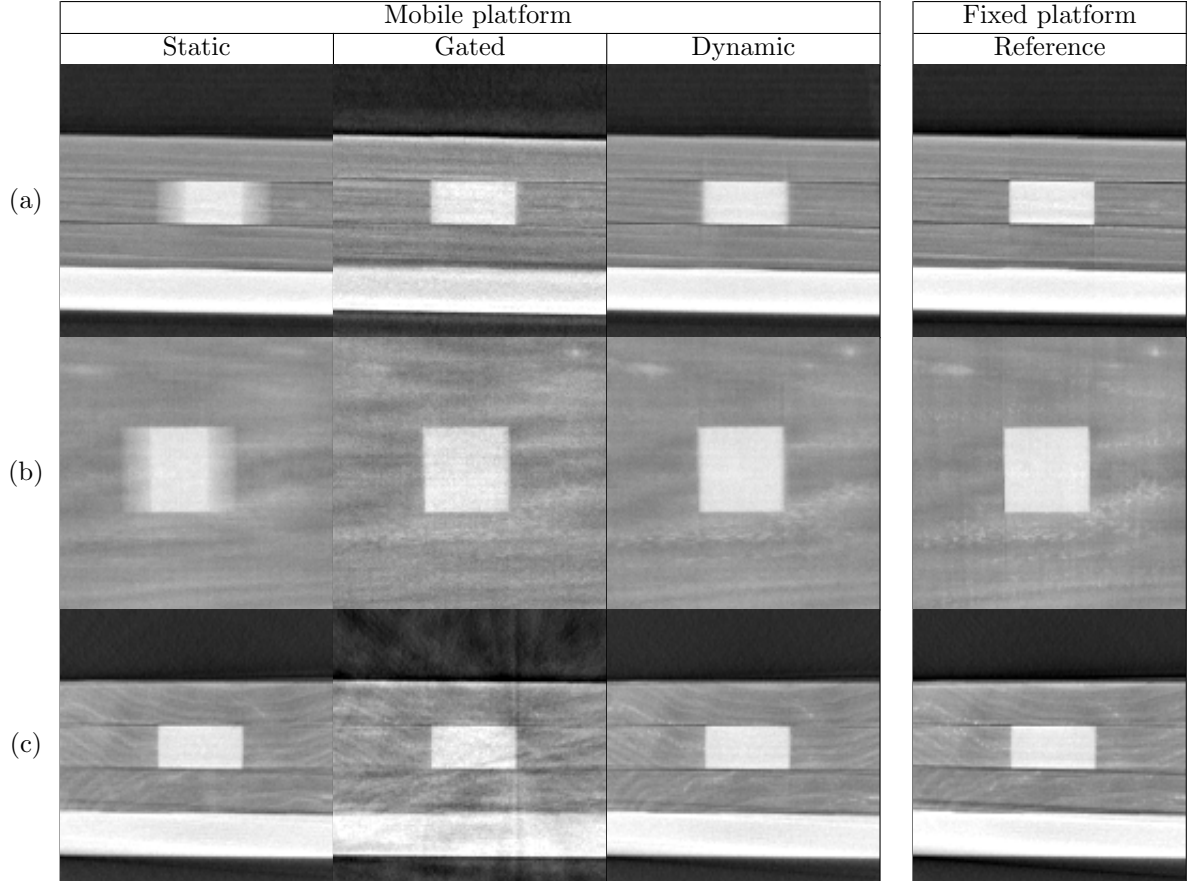 Mobile platform Fixed platform
Static Gated Dynamic Reference
(a)
(b)
(c)